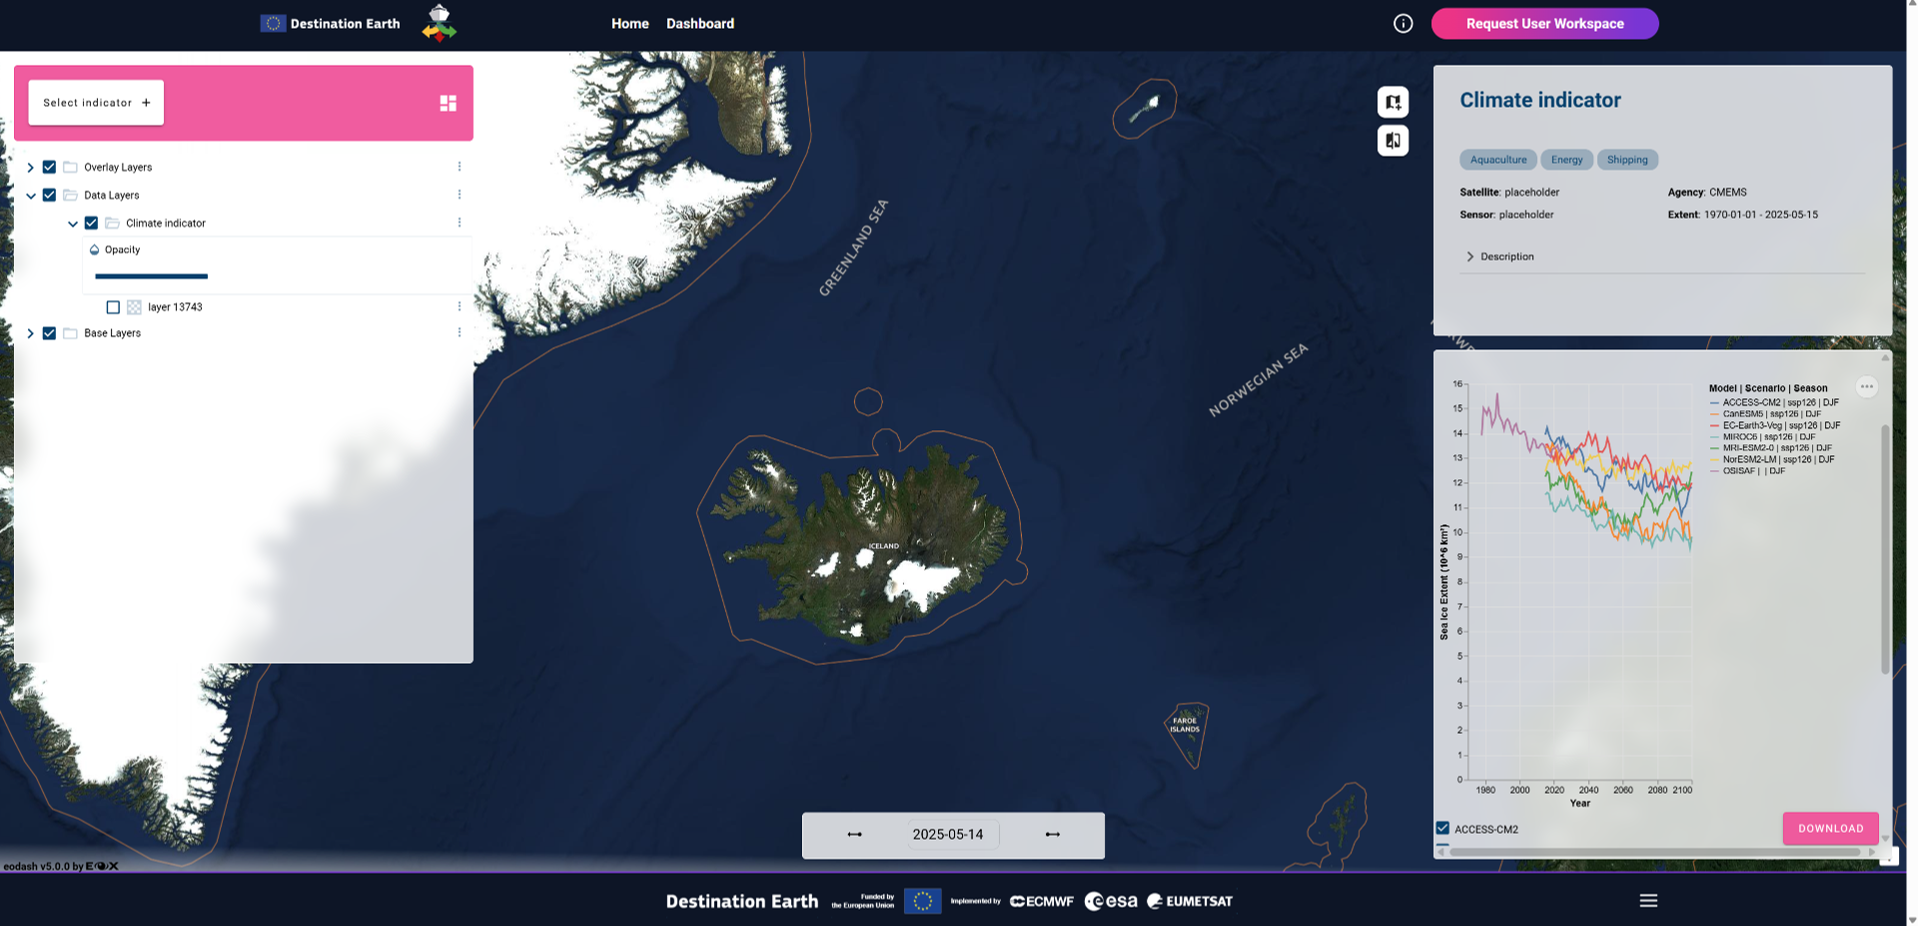 Destination Earth
Home
Dashboard
Request User Workspace
Select indicator +
Overlay Layers
Data Layers
Climate indicator
Opacity
layer 13743
Base Layers
GREENLAND SEA
NORWEGIAN SEA
ICELAND
FAROE
ISLANDS
2025-05-14
eodash v5.0.0 by EOX
Climate indicator
Aquaculture
Energy
Shipping
Satellite: placeholder
Agency: CMEMS
Sensor: placeholder
Extent: 1970-01-01 - 2025-05-15
Description
Model | Scenario | Season
ACCESS-CM2 | ssp126 | DJF
CanESM5 | ssp126 | DJF
EC-Earth3-Veg | ssp126 | DJF
MIROC6 | ssp126 | DJF
MRI-ESM2-0 | ssp126 | DJF
NorESM2-LM | ssp126 | DJF
OSISAF | | DJF
16
15
14
13
12
11
10
9
8
7
6
5
4
3
2
1
0
Sea Ice Extent (10^6 km²)
1980 2000 2020 2040 2060 2080 2100
Year
ACCESS-CM2
DOWNLOAD
Destination Earth
Funded by
the European Union
Implemented by
ECMWF
esa
EUMETSAT